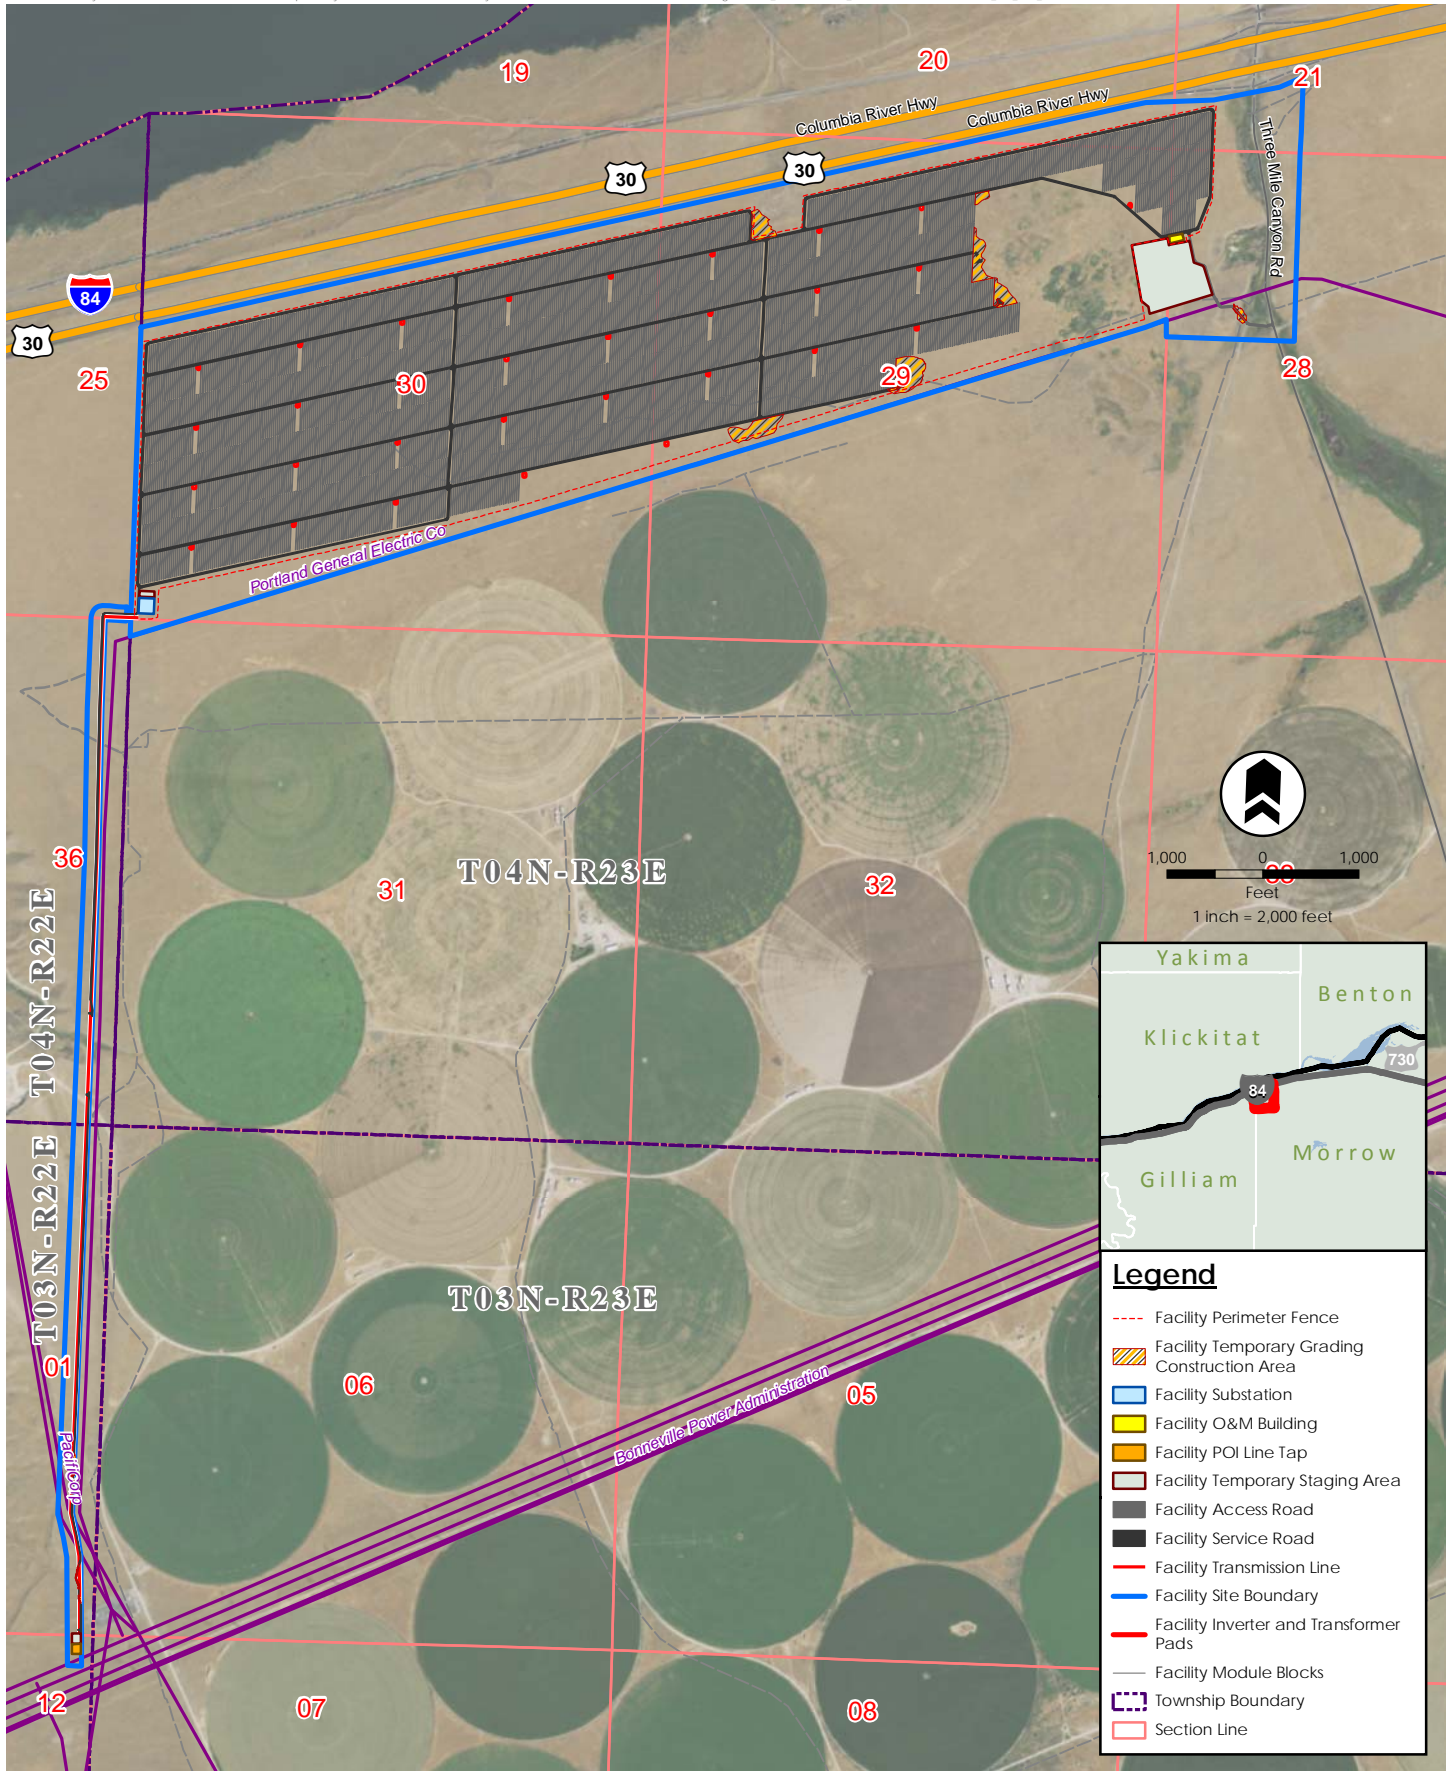 19
20
21
Columbia River Hwy
Columbia River Hwy
30
30
Three Mile Canyon Rd
84
30
25
30
29
28
Portland General Electric Co
36
31
T04N-R23E
32
1,000 0 1,000
33
Feet
1 inch = 2,000 feet
T04N-R22E
T03N-R22E
Yakima
Benton
Klickitat
730
84
Morrow
Gilliam
T03N-R23E
01
06
05
Bonneville Power Administration
PacifiCorp
12
07
08
Legend
Facility Perimeter Fence
Facility Temporary Grading
Construction Area
Facility Substation
Facility O&M Building
Facility POI Line Tap
Facility Temporary Staging Area
Facility Access Road
Facility Service Road
Facility Transmission Line
Facility Site Boundary
Facility Inverter and Transformer
Pads
Facility Module Blocks
Township Boundary
Section Line